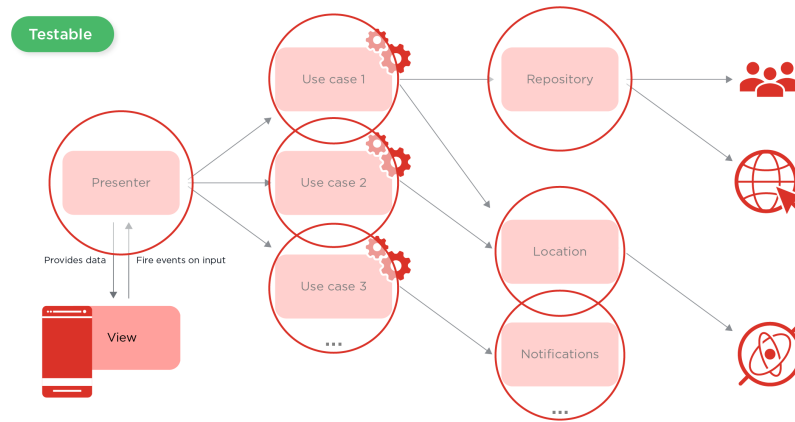 Testable
Use case 1
Repository
Presenter
Use case 2
Provides data
Fire events on input
Location
Use case 3
View
...
Notifications
...